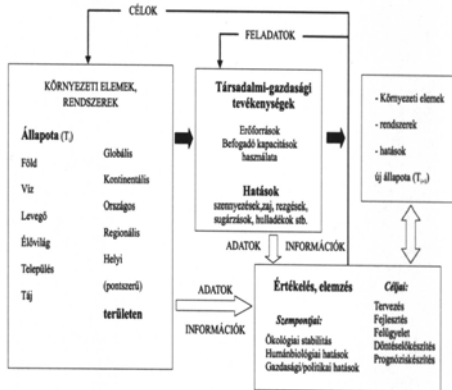 CÉLOK
FELADATOK
KÖRNYEZETI ELEMEK,
RENDSZEREK
Állapota (T₁)
Föld
Víz
Levegő
Élővilág
Település
Táj
Globális
Kontinentális
Országos
Regionális
Helyi
(pontszerű)
területen
Társadalmi-gazdasági
tevékenységek
Erőforrások
Befogadó kapacitások
használata
Hatások
szennyezések,zaj, rezgések,
sugárzások, hulladékok stb.
- Környezeti elemek
- rendszerek
- hatások
új állapota
ADATOK INFORMÁCIÓK
ADATOK
INFORMÁCIÓK
Értékelés, elemzés
Szempontjai:
Ökológiai stabilitás
Humánbiológiai hatások
Gazdasági/politikai hatások
Céljai:
Tervezés
Fejlesztés
Felügyelet
Döntéselőkészítés
Prognóziskészítés